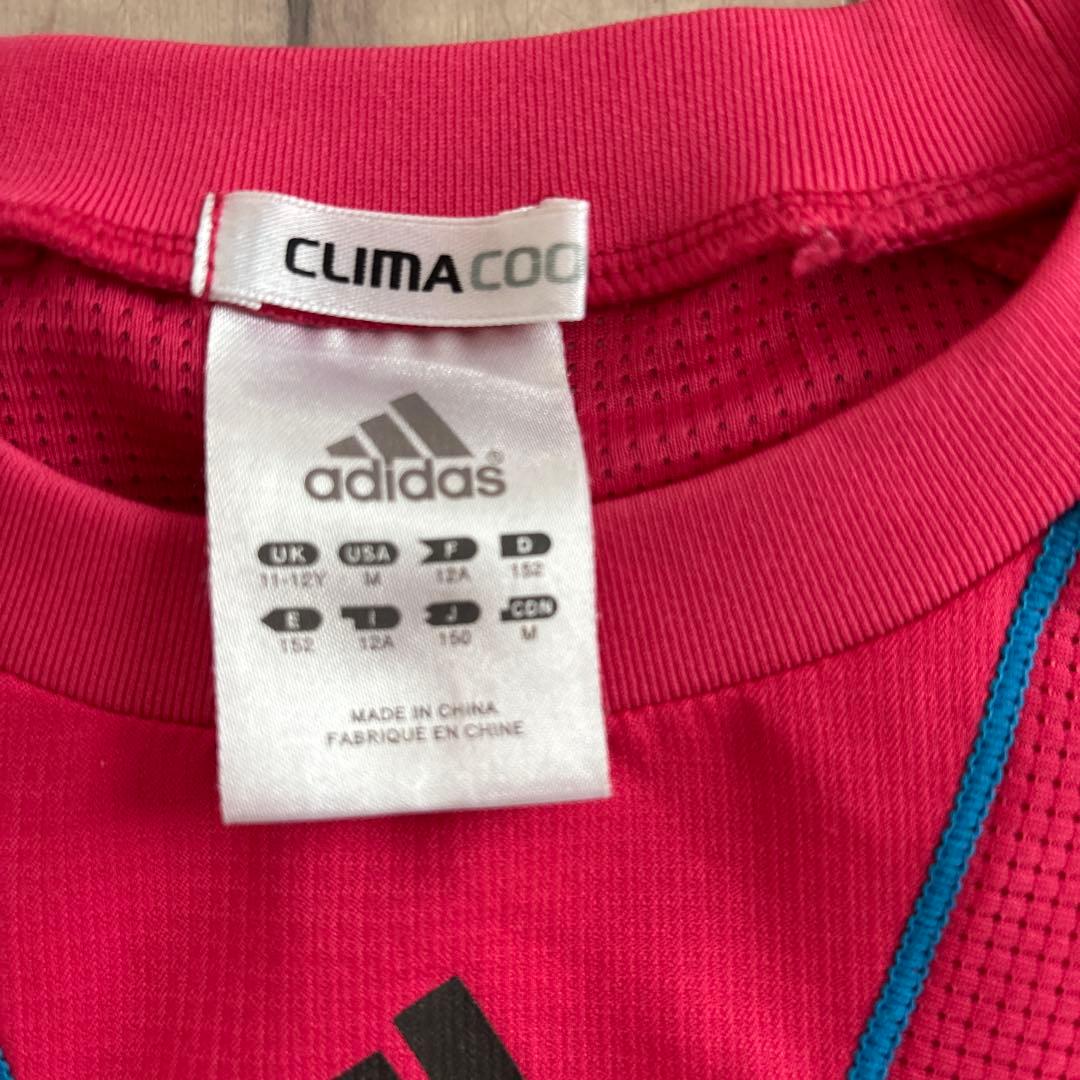 CLIMACOO
adidas®
UK USA F D
11-12Y M 12A 152
E I J CDN
152 12A 150 M
MADE IN CHINA
FABRIQUE EN CHINE